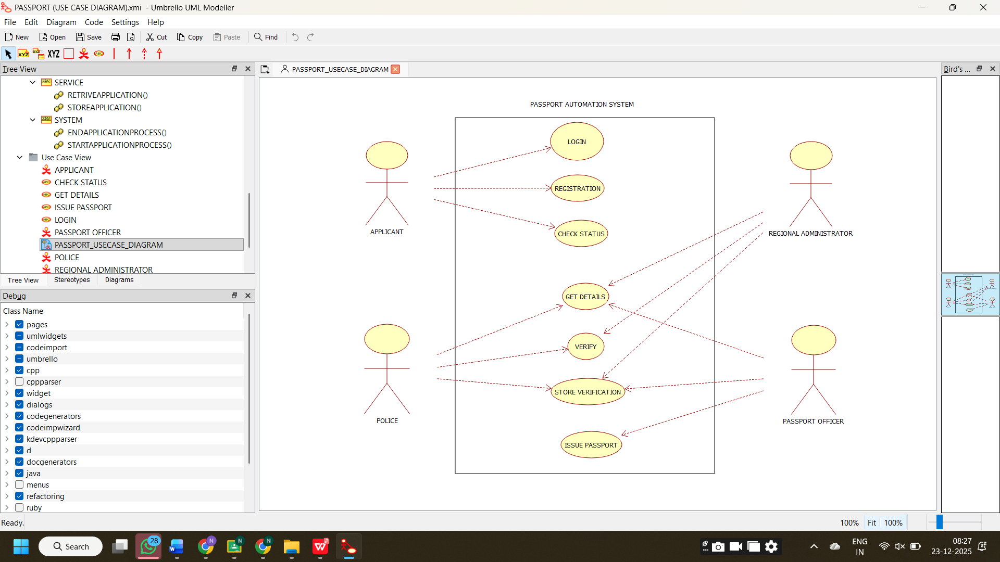 PASSPORT (USE CASE DIAGRAM).xmi - Umbrello UML Modeller
File Edit Diagram Code Settings Help
New Open Save Cut Copy Paste Find
XYZ XYZ XYZ ABC
Tree View
SERVICE
RETRIVEAPPLICATION()
STOREAPPLICATION()
SYSTEM
ENDAPPLICATIONPROCESS()
STARTAPPLICATIONPROCESS()
Use Case View
APPLICANT
CHECK STATUS
GET DETAILS
ISSUE PASSPORT
LOGIN
PASSPORT OFFICER
PASSPORT_USECASE_DIAGRAM
POLICE
REGIONAL ADMINISTRATOR
Tree View Stereotypes Diagrams
Debug
Class Name
pages
umlwidgets
codeimport
umbrello
cpp
cppparser
widget
dialogs
codegenerators
codeimpwizard
kdevcppparser
d
docgenerators
java
menus
refactoring
ruby
PASSPORT_USECASE_DIAGRAM
PASSPORT AUTOMATION SYSTEM
LOGIN
REGISTRATION
CHECK STATUS
APPLICANT
REGIONAL ADMINISTRATOR
GET DETAILS
VERIFY
STORE VERIFICATION
POLICE
PASSPORT OFFICER
ISSUE PASSPORT
Bird's ...
Ready.
100% Fit 100%
Search
28
N
N
N
ENG
IN
08:27
23-12-2025